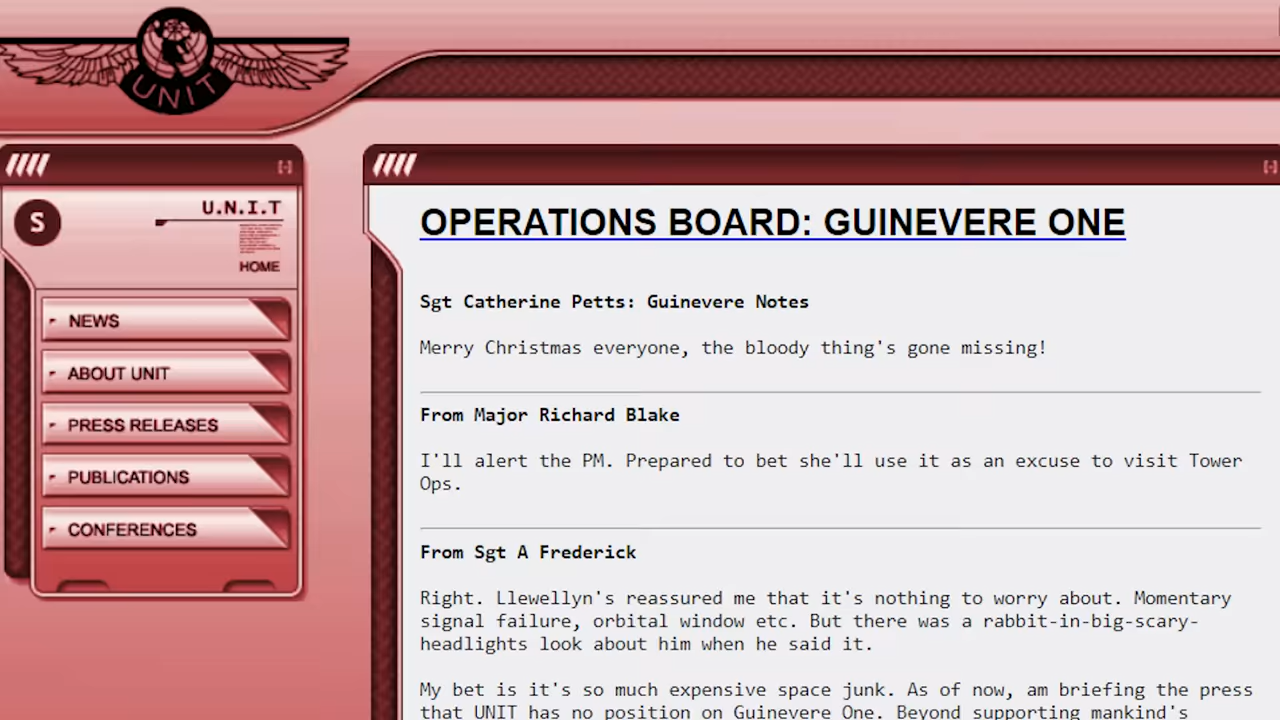 UNIT
S
U.N.I.T
HOME
NEWS
ABOUT UNIT
PRESS RELEASES
PUBLICATIONS
CONFERENCES
OPERATIONS BOARD: GUINEVERE ONE
Sgt Catherine Petts: Guinevere Notes
Merry Christmas everyone, the bloody thing's gone missing!
From Major Richard Blake
I'll alert the PM. Prepared to bet she'll use it as an excuse to visit Tower
Ops.
From Sgt A Frederick
Right. Llewellyn's reassured me that it's nothing to worry about. Momentary
signal failure, orbital window etc. But there was a rabbit-in-big-scary-
headlights look about him when he said it.
My bet is it's so much expensive space junk. As of now, am briefing the press
that UNIT has no position on Guinevere One. Beyond supporting mankind's